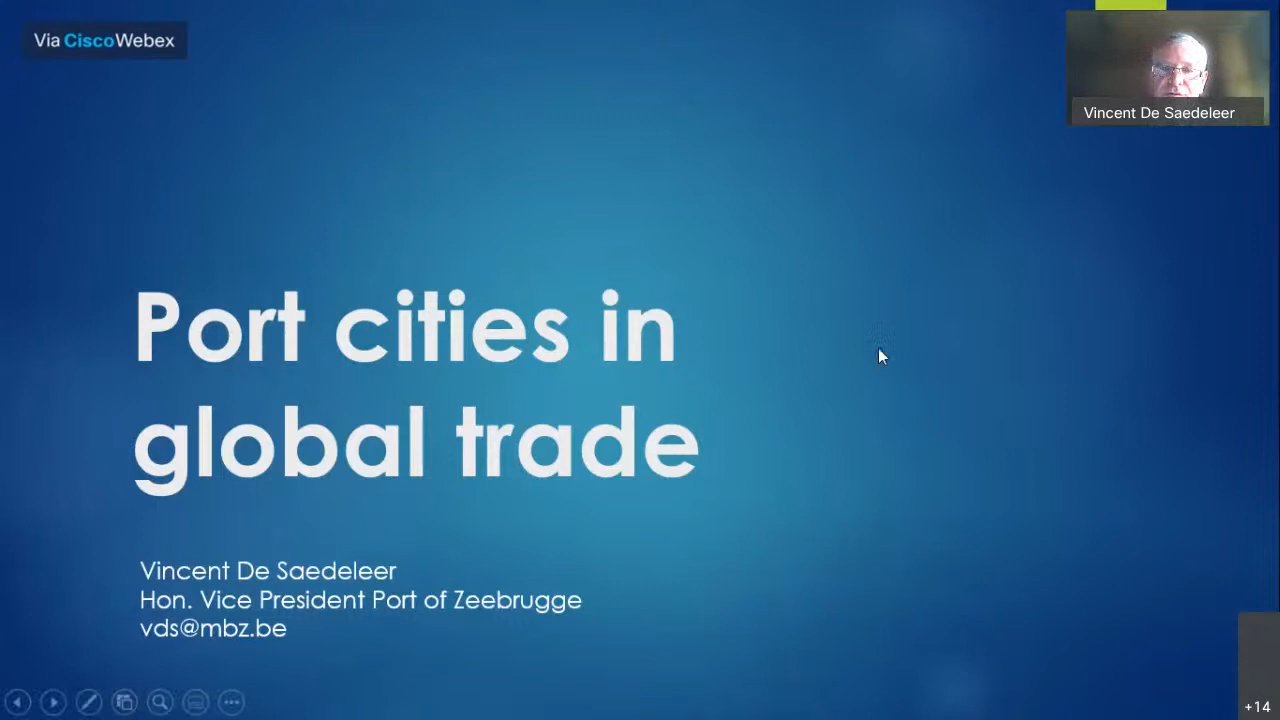 Via CiscoWebex
Vincent De Saedeleer
Port cities in
global trade
Vincent De Saedeleer
Hon. Vice President Port of Zeebrugge
vds@mbz.be
+14